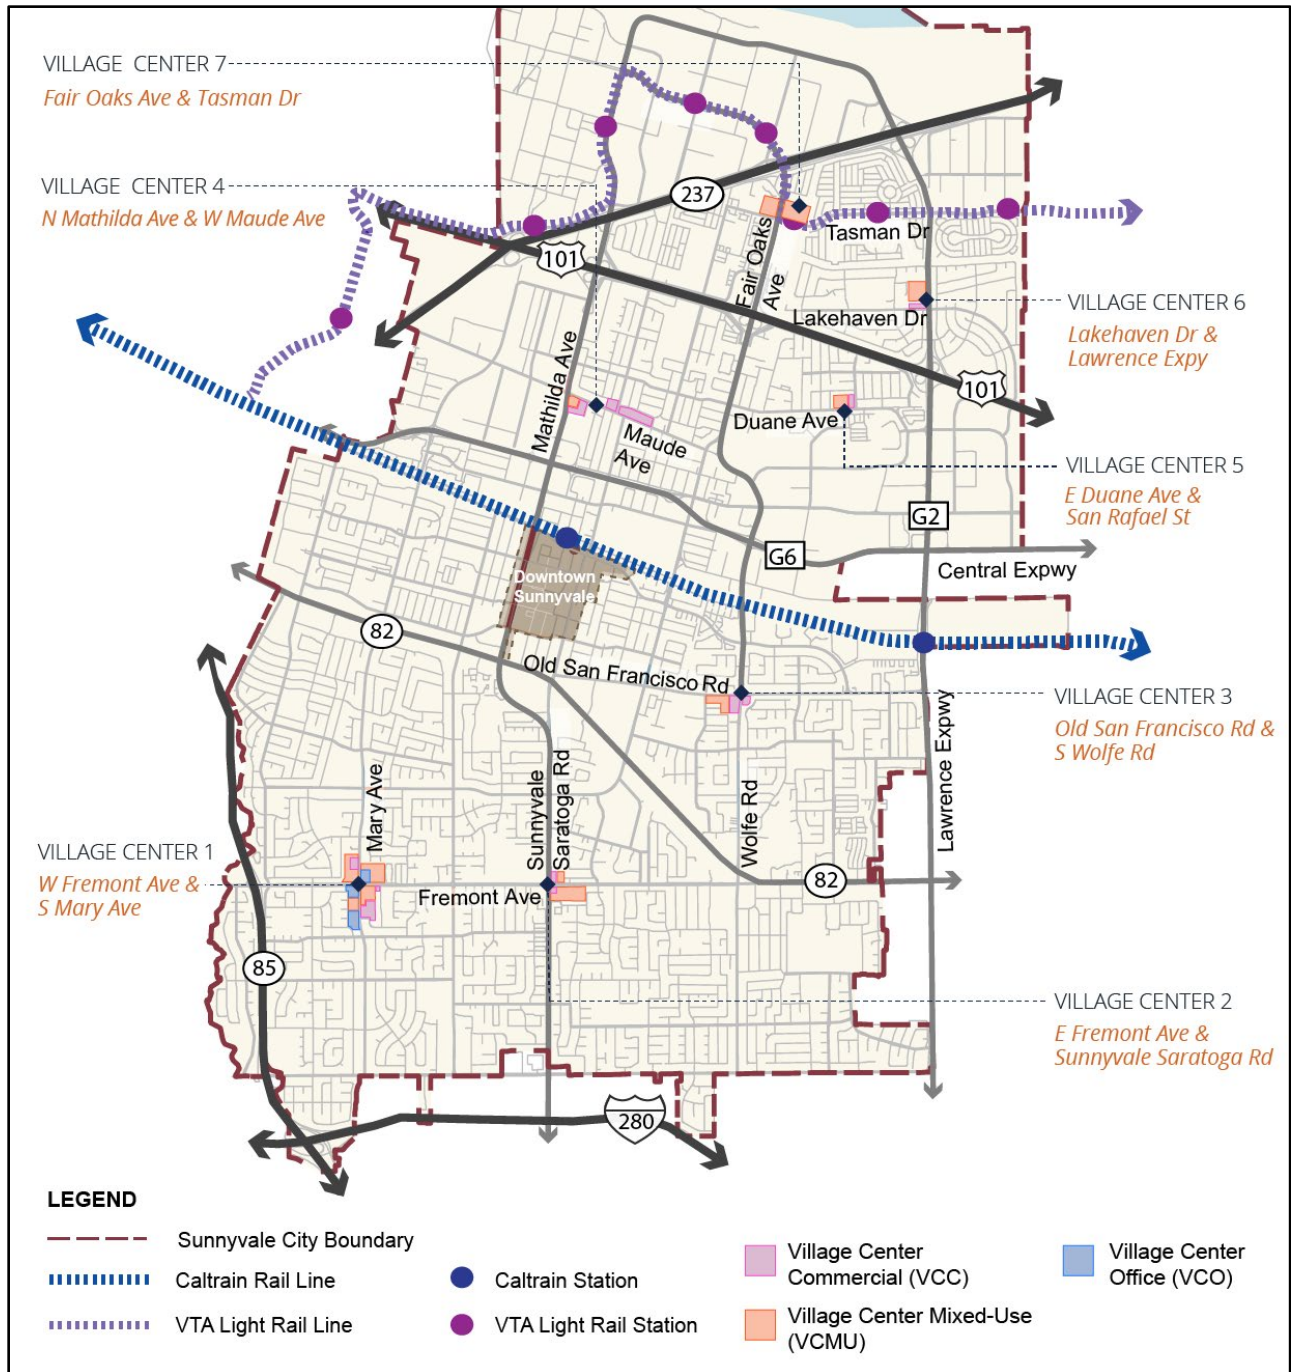 VILLAGE CENTER 7
Fair Oaks Ave & Tasman Dr
VILLAGE CENTER 4
N Mathilda Ave & W Maude Ave
237
101
Fair Oaks
Ave
Tasman Dr
Lakehaven Dr
VILLAGE CENTER 6
Lakehaven Dr &
Lawrence Expy
101
Mathilda Ave
Maude
Ave
Duane Ave
VILLAGE CENTER 5
E Duane Ave &
San Rafael St
G2
G6
Central Expwy
Downtown
Sunnyvale
82
Old San Francisco Rd
VILLAGE CENTER 3
Old San Francisco Rd &
S Wolfe Rd
Mary Ave
Sunnyvale
Saratoga Rd
Wolfe Rd
Lawrence Expwy
VILLAGE CENTER 1
W Fremont Ave &
S Mary Ave
Fremont Ave
82
85
VILLAGE CENTER 2
E Fremont Ave &
Sunnyvale Saratoga Rd
280
LEGEND
Sunnyvale City Boundary
Caltrain Rail Line
VTA Light Rail Line
Caltrain Station
VTA Light Rail Station
Village Center
Commercial (VCC)
Village Center Mixed-Use
(VCMU)
Village Center
Office (VCO)